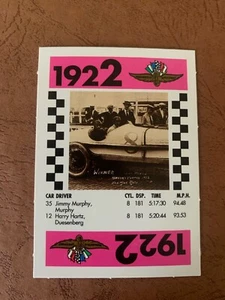 1922
WINNER
CAR DRIVER CYL. DSP. TIME M.P.H.
35 Jimmy Murphy, 8 181 5:17:30 94.48
Murphy
12 Harry Hartz, 8 181 5:20:44 93.53
Duesenberg
1922